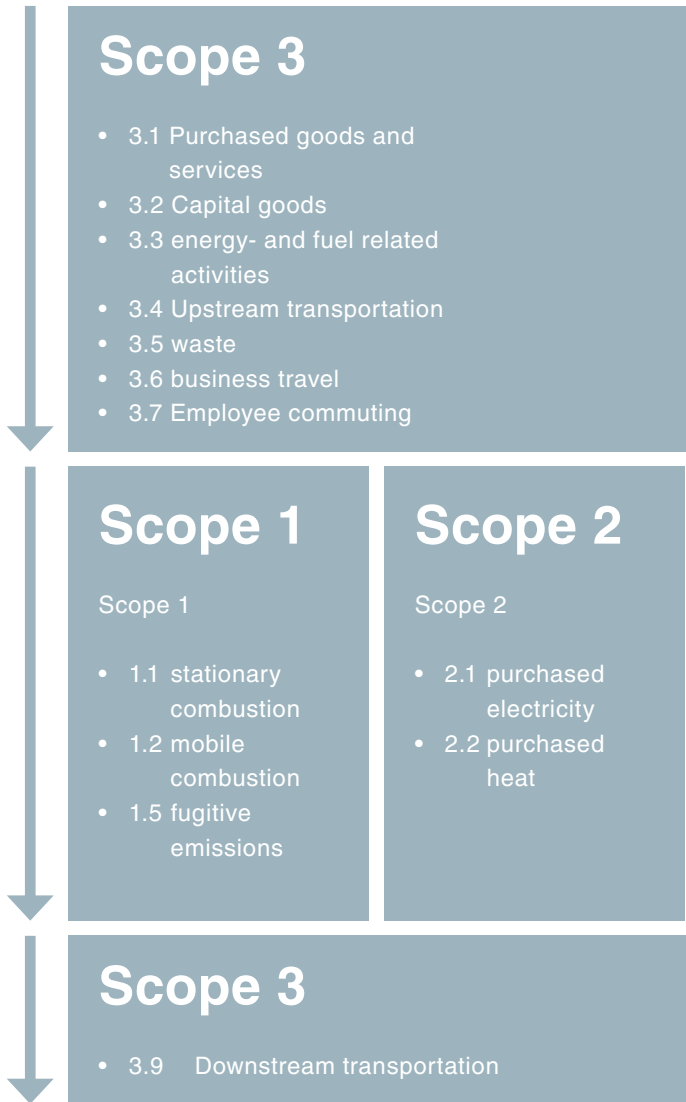 Scope 3
• 3.1 Purchased goods and
services
• 3.2 Capital goods
• 3.3 energy- and fuel related
activities
• 3.4 Upstream transportation
• 3.5 waste
• 3.6 business travel
• 3.7 Employee commuting
Scope 1
Scope 1
• 1.1 stationary
combustion
• 1.2 mobile
combustion
• 1.5 fugitive
emissions
Scope 2
Scope 2
• 2.1 purchased
electricity
• 2.2 purchased
heat
Scope 3
• 3.9 Downstream transportation